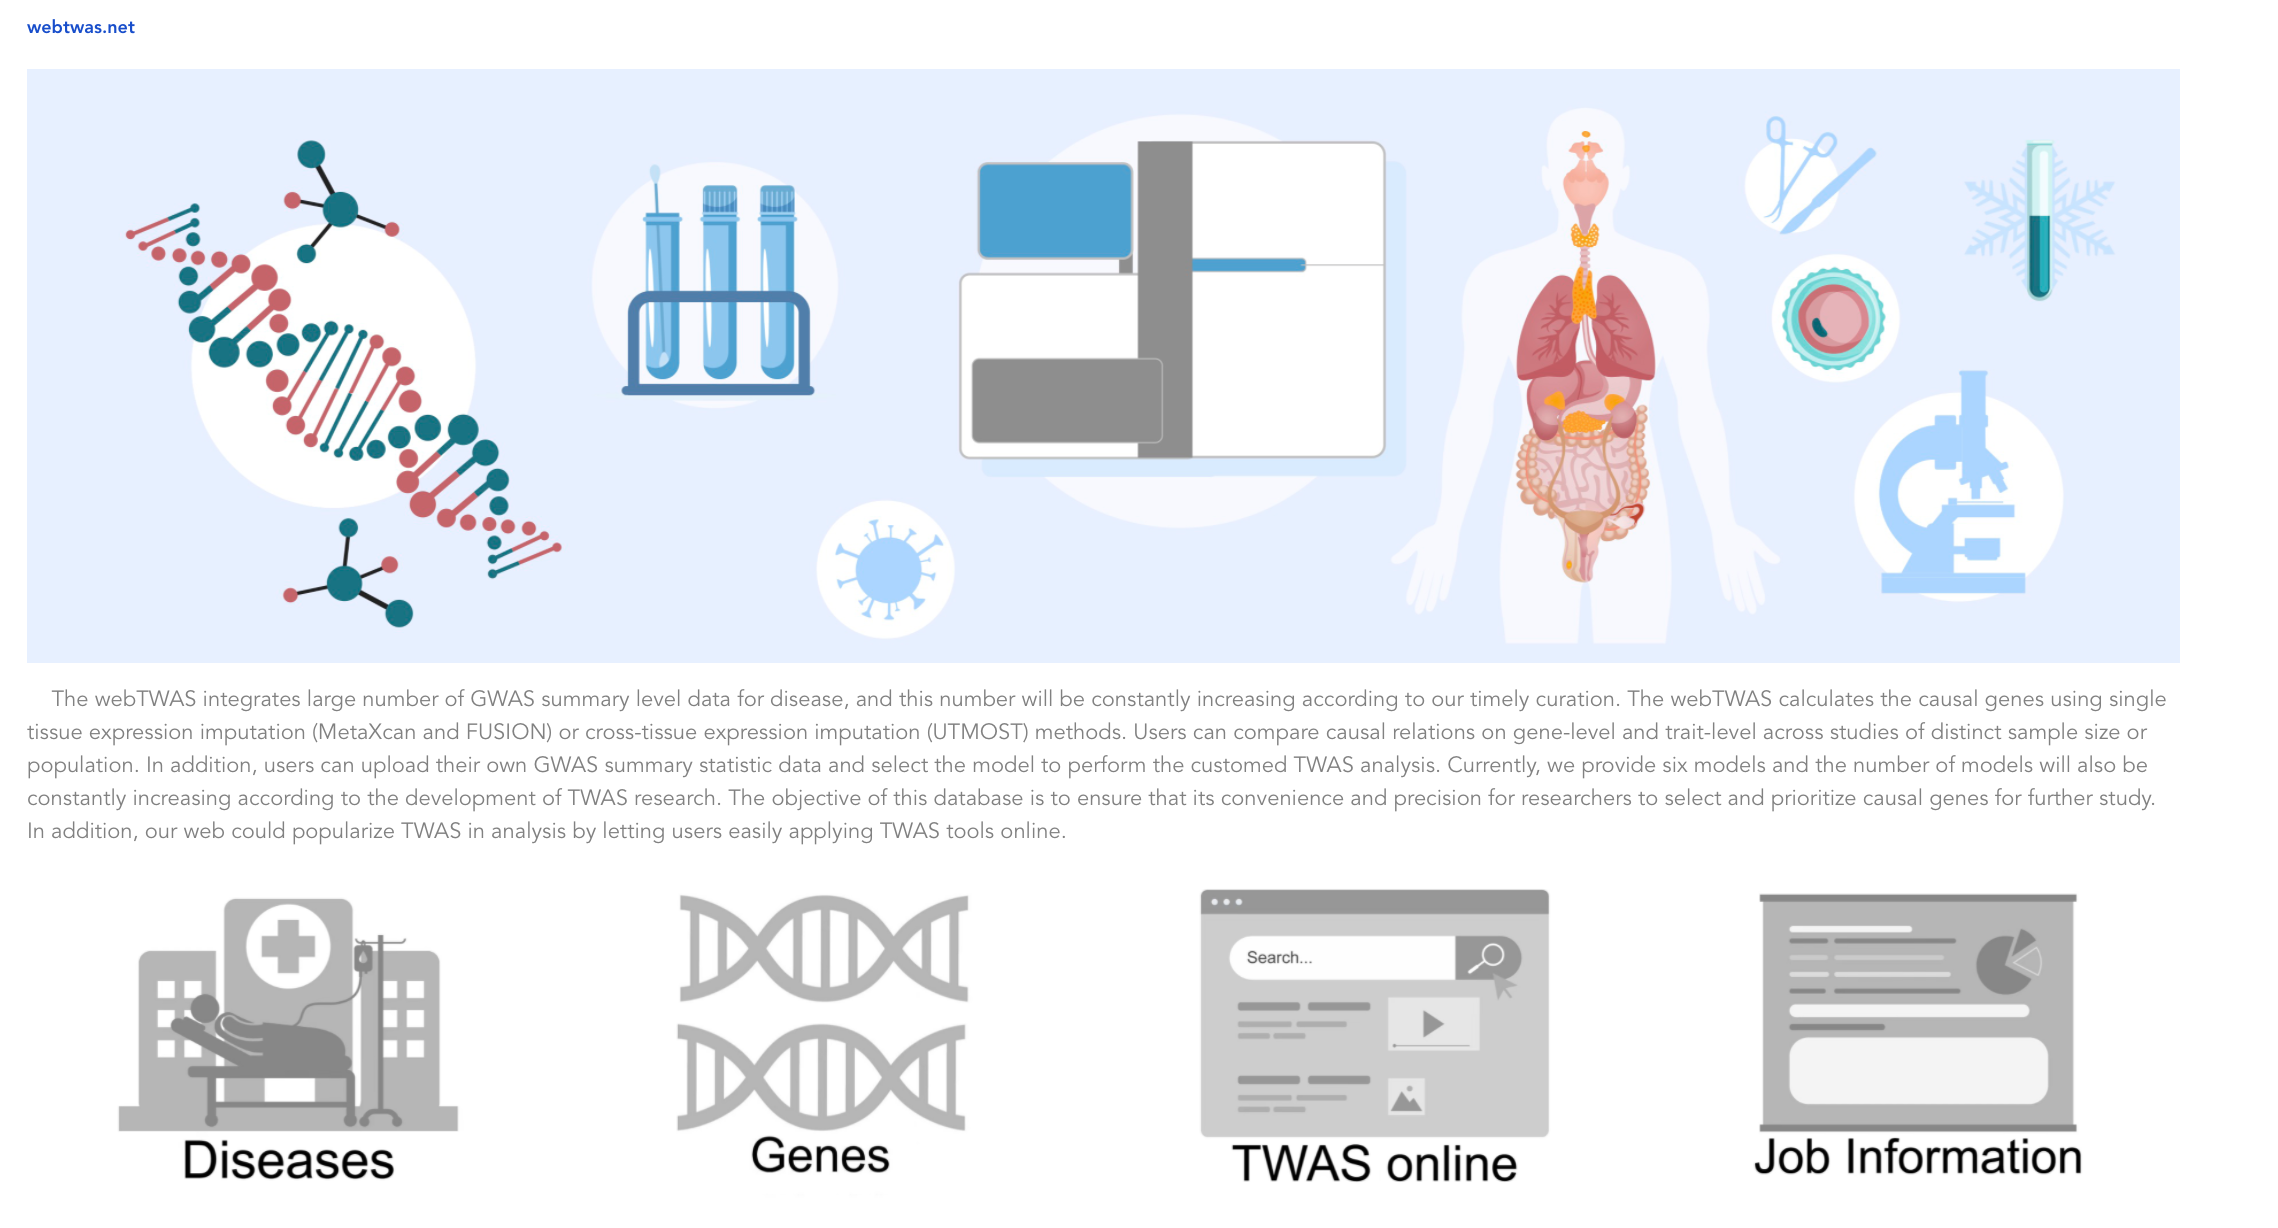 webtwas.net
The webTWAS integrates large number of GWAS summary level data for disease, and this number will be constantly increasing according to our timely curation. The webTWAS calculates the causal genes using single
tissue expression imputation (MetaXcan and FUSION) or cross-tissue expression imputation (UTMOST) methods. Users can compare causal relations on gene-level and trait-level across studies of distinct sample size or
population. In addition, users can upload their own GWAS summary statistic data and select the model to perform the customed TWAS analysis. Currently, we provide six models and the number of models will also be
constantly increasing according to the development of TWAS research. The objective of this database is to ensure that its convenience and precision for researchers to select and prioritize causal genes for further study.
In addition, our web could popularize TWAS in analysis by letting users easily applying TWAS tools online.
Search...
Diseases
Genes
TWAS online
Job Information